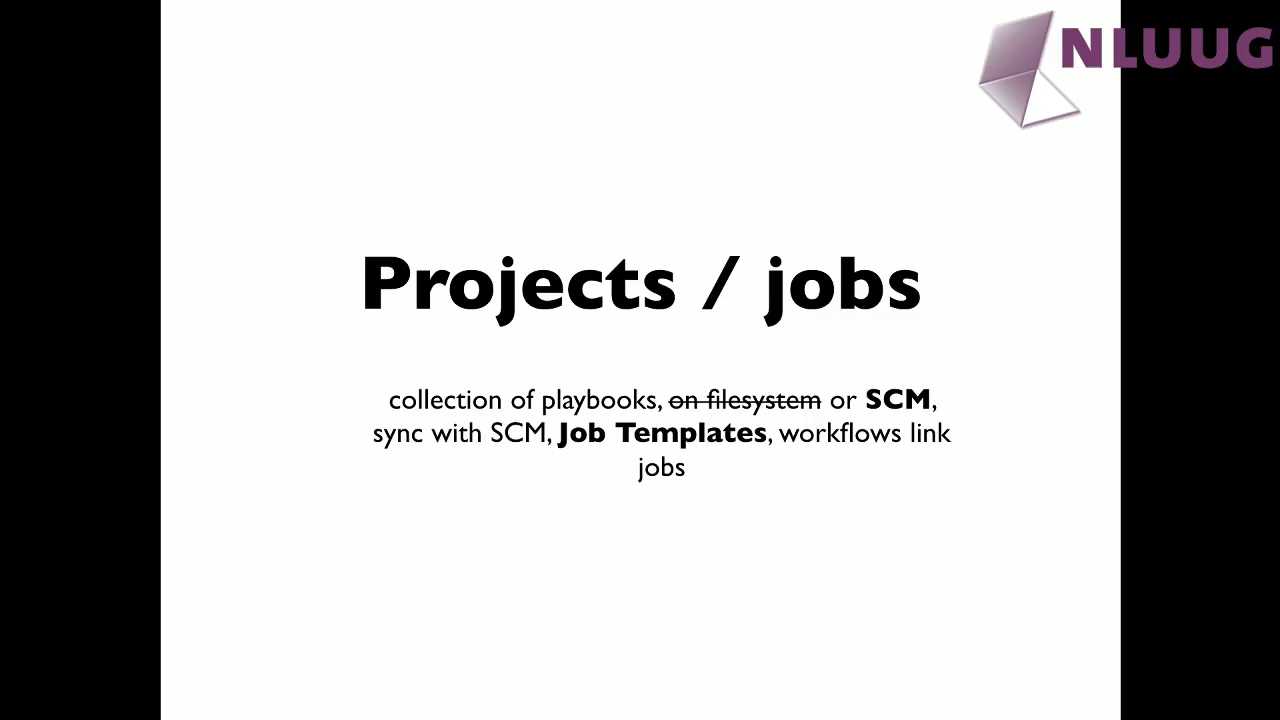 NLUUG
Projects / jobs
collection of playbooks, on filesystem or SCM,
sync with SCM, Job Templates, workflows link
jobs